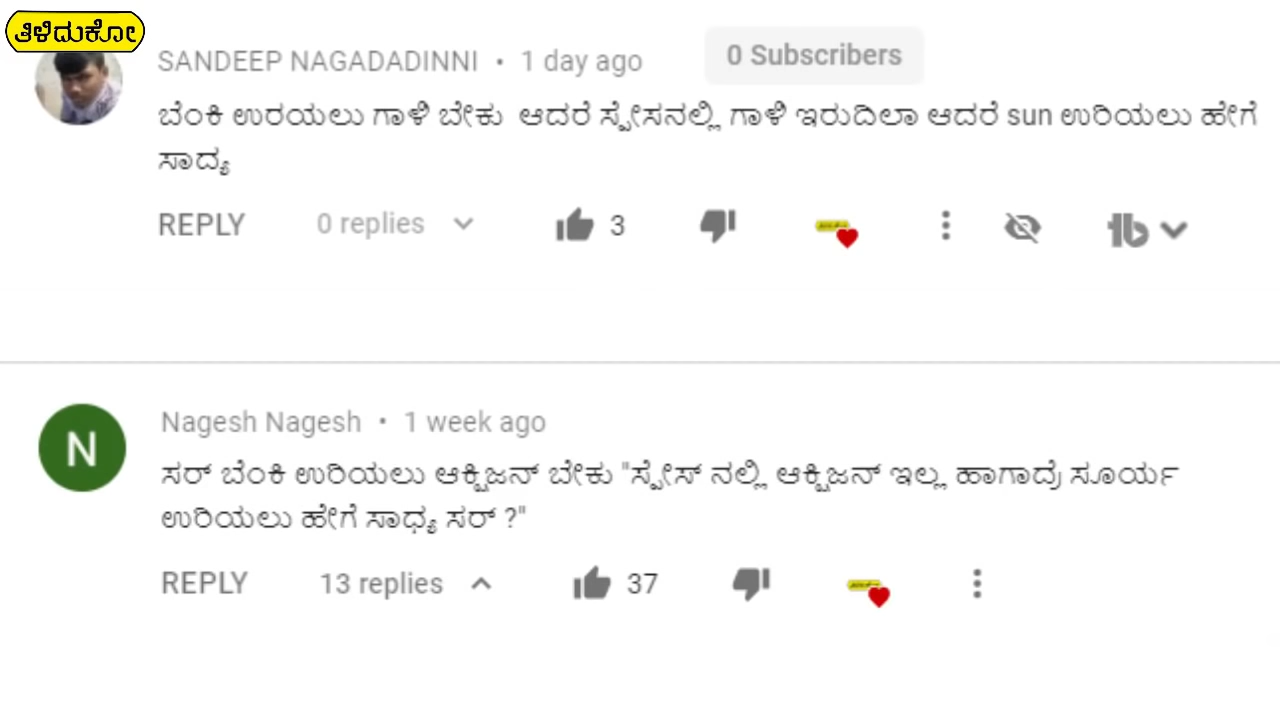 ತಿಳಿದುಕೋ
SANDEEP NAGADADINNI • 1 day ago 0 Subscribers
ಬೆಂಕಿ ಉರಯಲು ಗಾಳಿ ಬೇಕು ಆದರೆ ಸ್ಪೇಸನಲ್ಲಿ ಗಾಳಿ ಇರುದಿಲಾ ಆದರೆ sun ಉರಿಯಲು ಹೇಗೆ
ಸಾದ್ಯ
REPLY 0 replies 3
Nagesh Nagesh • 1 week ago
ಸರ್ ಬೆಂಕಿ ಉರಿಯಲು ಆಕ್ಸಿಜನ್ ಬೇಕು "ಸ್ಪೇಸ್ ನಲ್ಲಿ ಆಕ್ಸಿಜನ್ ಇಲ್ಲ ಹಾಗಾದ್ರೆ ಸೂರ್ಯ
ಉರಿಯಲು ಹೇಗೆ ಸಾಧ್ಯ ಸರ್ ?"
REPLY 13 replies 37